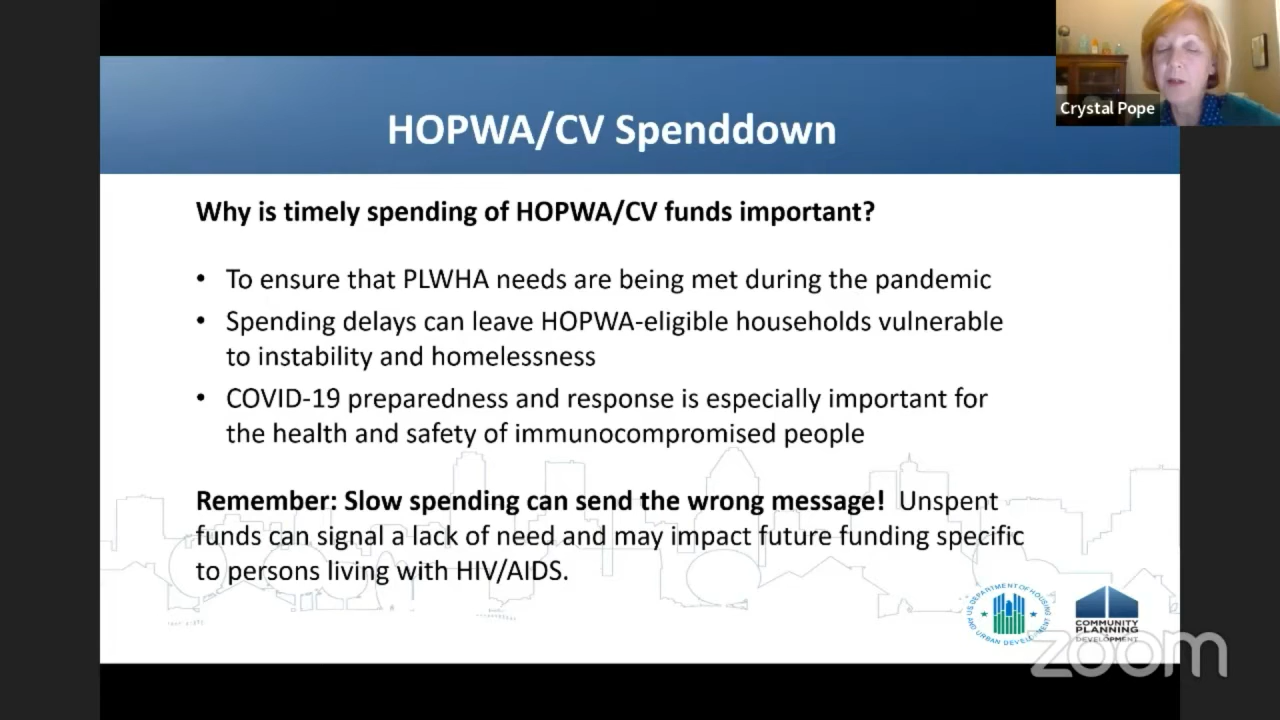 HOPWA/CV Spenddown
Crystal Pope
Why is timely spending of HOPWA/CV funds important?
• To ensure that PLWHA needs are being met during the pandemic
• Spending delays can leave HOPWA-eligible households vulnerable
to instability and homelessness
• COVID-19 preparedness and response is especially important for
the health and safety of immunocompromised people
Remember: Slow spending can send the wrong message! Unspent
funds can signal a lack of need and may impact future funding specific
to persons living with HIV/AIDS.
U.S. DEPARTMENT OF HOUSING
AND URBAN DEVELOPMENT
COMMUNITY
PLANNING
DEVELOPMENT
zoom